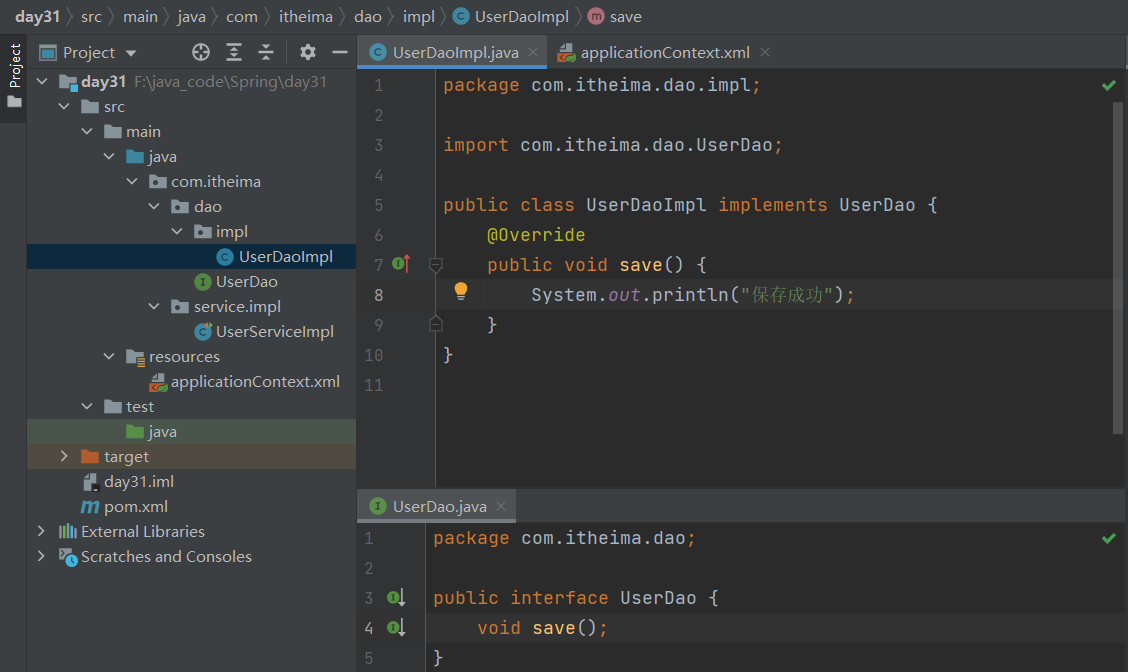 day31 src main java com itheima dao impl UserDaoImpl save
Project
Project
day31 F:\java_code\Spring\day31
src
main
java
com.itheima
dao
impl
UserDaoImpl
UserDao
service.impl
UserServiceImpl
resources
applicationContext.xml
test
java
target
day31.iml
pom.xml
External Libraries
Scratches and Consoles
UserDaoImpl.java applicationContext.xml
1 package com.itheima.dao.impl;
2
3 import com.itheima.dao.UserDao;
4
5 public class UserDaoImpl implements UserDao {
6 @Override
7 public void save() {
8 System.out.println("保存成功");
9 }
10 }
11
UserDao.java
1 package com.itheima.dao;
2
3 public interface UserDao {
4 void save();
5 }